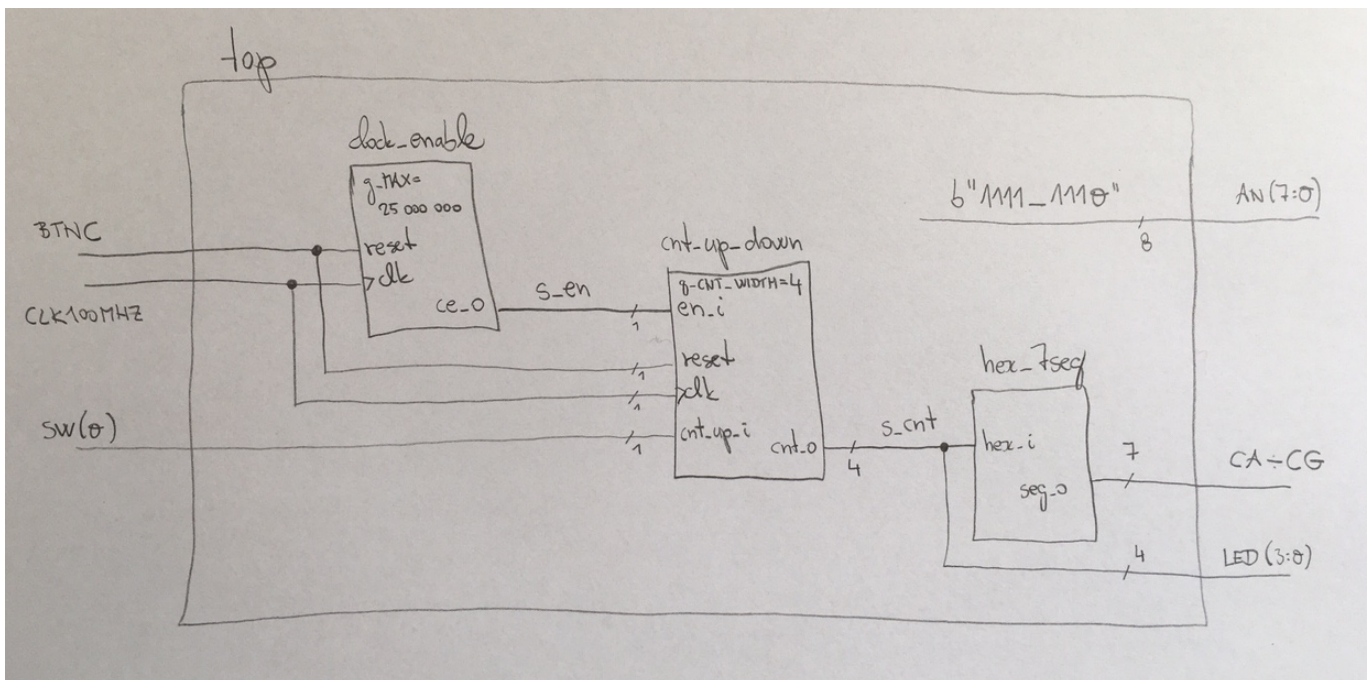 top
clock_enable
g_MAX=
25 000 000
BTNC
reset
clk
CLK100MHZ
ce_o
s_en
1
cnt_up_down
g_CNT_WIDTH=4
en_i
reset
1
clk
1
SW(0)
cnt_up_i
1
cnt_o
4
s_cnt
b"1111_1110"
8
AN(7:0)
hex_7seg
hex_i
seg_o
7
CA÷CG
4
LED(3:0)